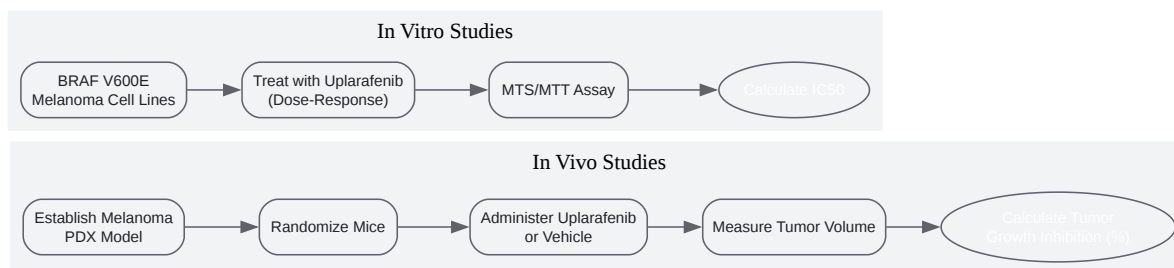 In Vitro Studies
BRAF V600E
Melanoma Cell Lines
Treat with Uplarafenib
(Dose-Response)
MTS/MTT Assay
Calculate IC50
In Vivo Studies
Establish Melanoma
PDX Model
Randomize Mice
Administer Uplarafenib
or Vehicle
Measure Tumor Volume
Calculate Tumor
Growth Inhibition (%)